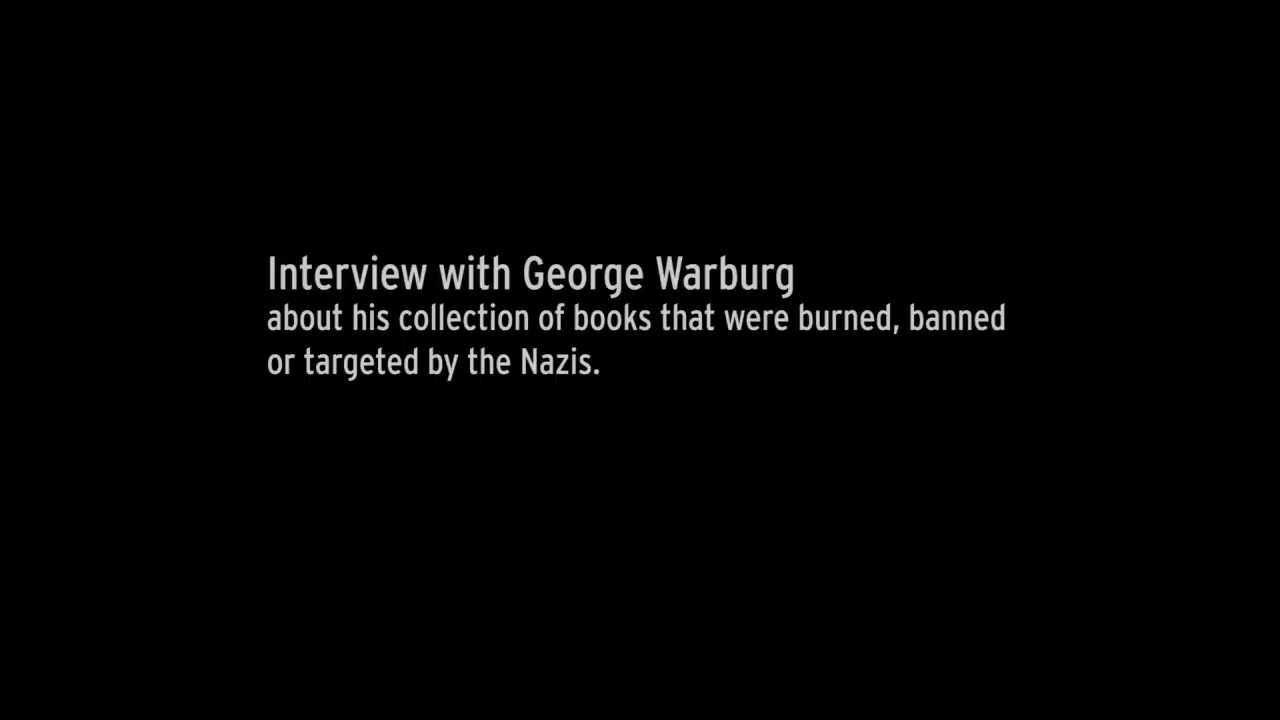 Interview with George Warburg
about his collection of books that were burned, banned
or targeted by the Nazis.